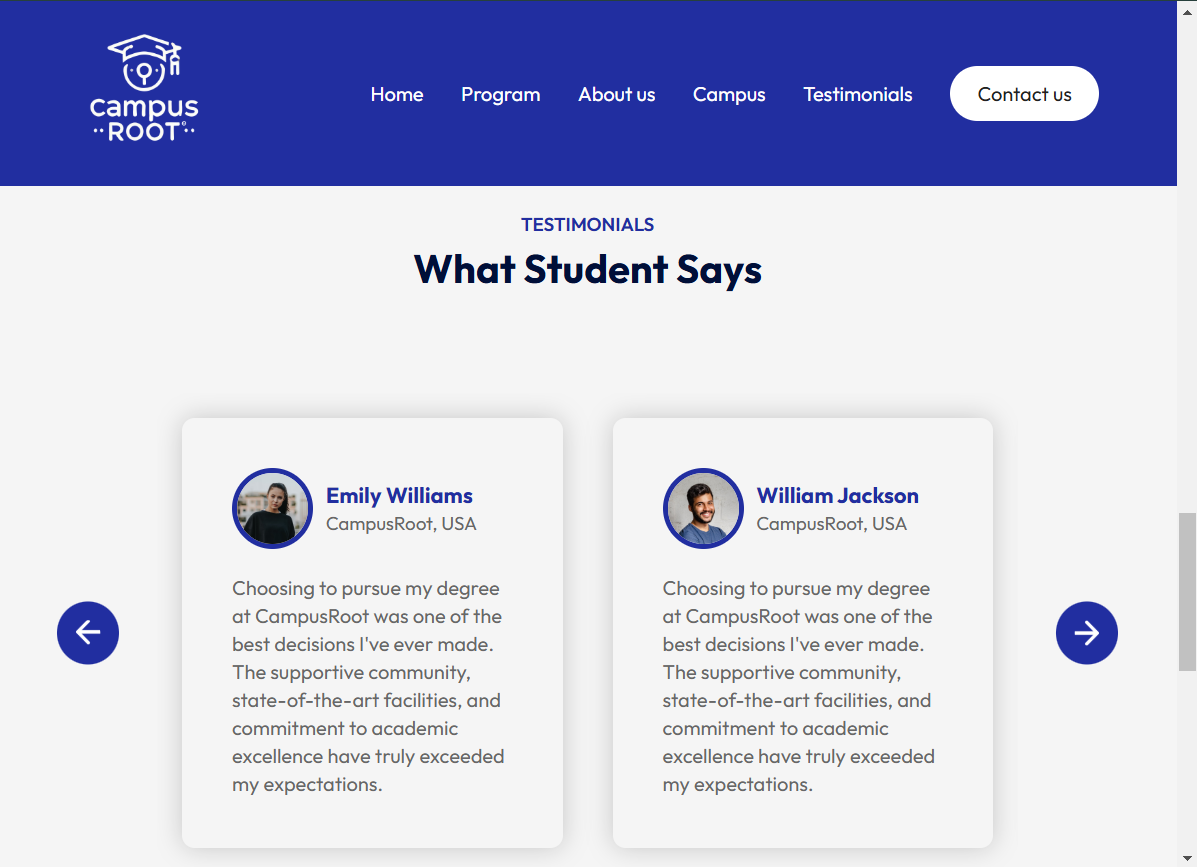 campus
ROOT
Home Program About us Campus Testimonials Contact us
TESTIMONIALS
What Student Says
Emily Williams
CampusRoot, USA
Choosing to pursue my degree
at CampusRoot was one of the
best decisions I've ever made.
The supportive community,
state-of-the-art facilities, and
commitment to academic
excellence have truly exceeded
my expectations.
William Jackson
CampusRoot, USA
Choosing to pursue my degree
at CampusRoot was one of the
best decisions I've ever made.
The supportive community,
state-of-the-art facilities, and
commitment to academic
excellence have truly exceeded
my expectations.